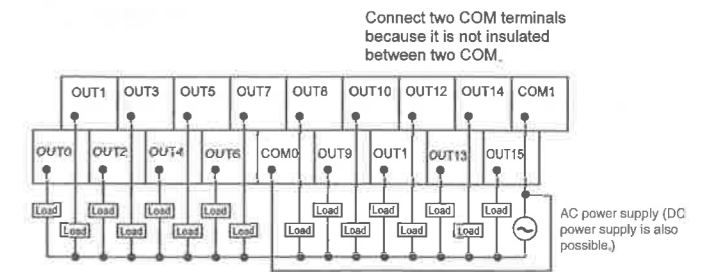 Connect two COM terminals
because it is not insulated
between two COM.
OUT1 OUT3 OUT5 OUT7 OUT8 OUT10 OUT12 OUT14 COM1
OUT0 OUT2 OUT4 OUT6 COM0 OUT9 OUT1 OUT13 OUT15
Load Load Load Load Load Load Load Load
Load Load Load Load Load Load Load Load
AC power supply (DC
power supply is also
possible.)